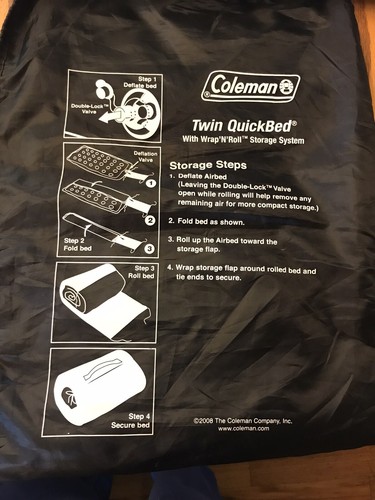 Coleman®
Twin QuickBed®
With Wrap'N'Roll™ Storage System
Step 1
Deflate bed
Double-Lock™
Valve
Deflation
Valve
1
2
3
Step 2
Fold bed
Step 3
Roll bed
Step 4
Secure bed
Storage Steps
1. Deflate Airbed
(Leaving the Double-Lock™ Valve
open while rolling will help remove any
remaining air for more compact storage.)
2. Fold bed as shown.
3. Roll up the Airbed toward the
storage flap.
4. Wrap storage flap around rolled bed and
tie ends to secure.
©2008 The Coleman Company, Inc.
www.coleman.com